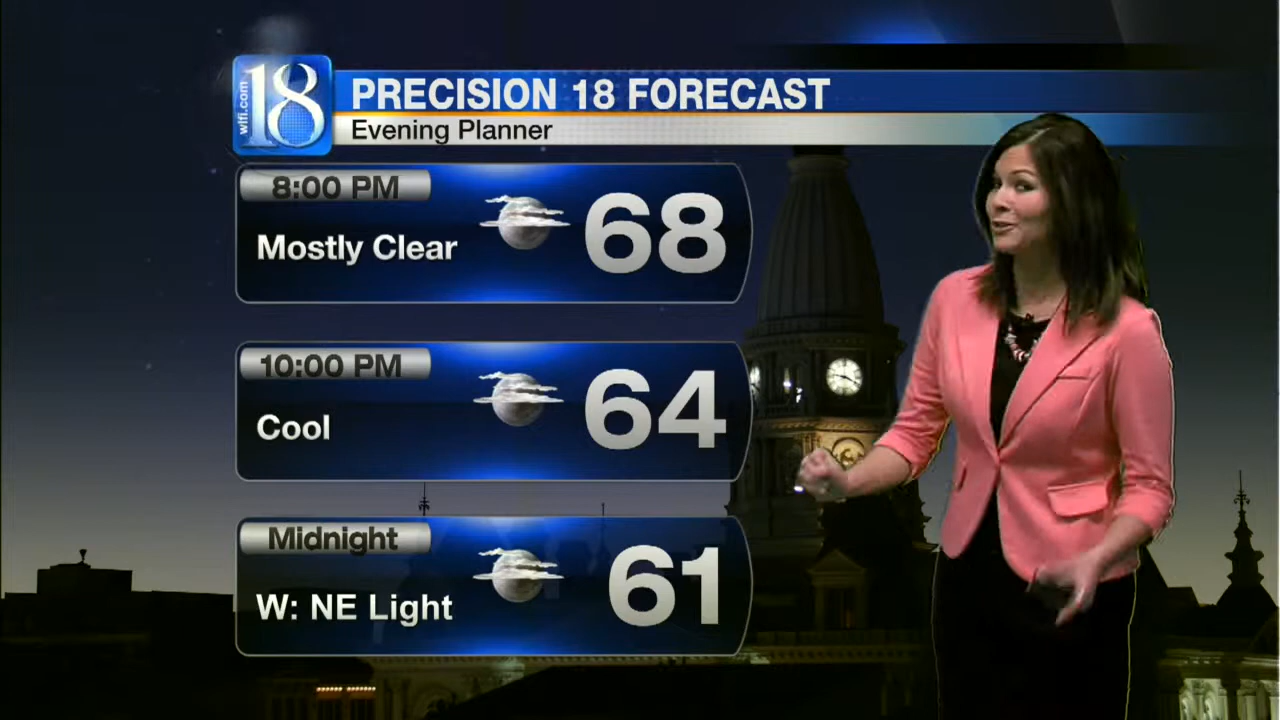 wlfi.com
18
PRECISION 18 FORECAST
Evening Planner
8:00 PM
Mostly Clear
68
10:00 PM
Cool
64
Midnight
W: NE Light
61